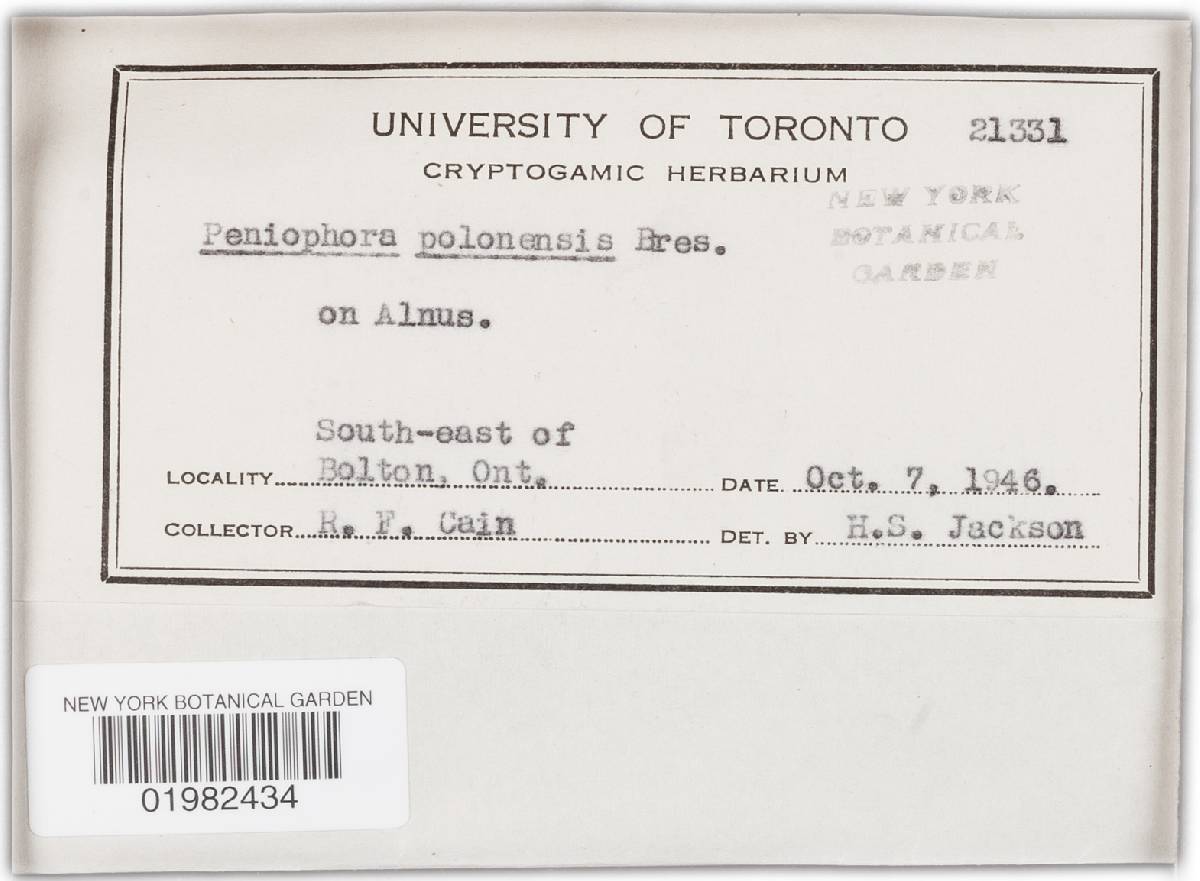 UNIVERSITY OF TORONTO 21331
CRYPTOGAMIC HERBARIUM
NEW YORK
BOTANICAL
GARDEN
Peniophora polonensis Bres.
on Alnus.
South-east of
LOCALITY Bolton, Ont. DATE Oct. 7, 1946.
COLLECTOR R. F. Cain DET. BY H.S. Jackson
NEW YORK BOTANICAL GARDEN
01982434